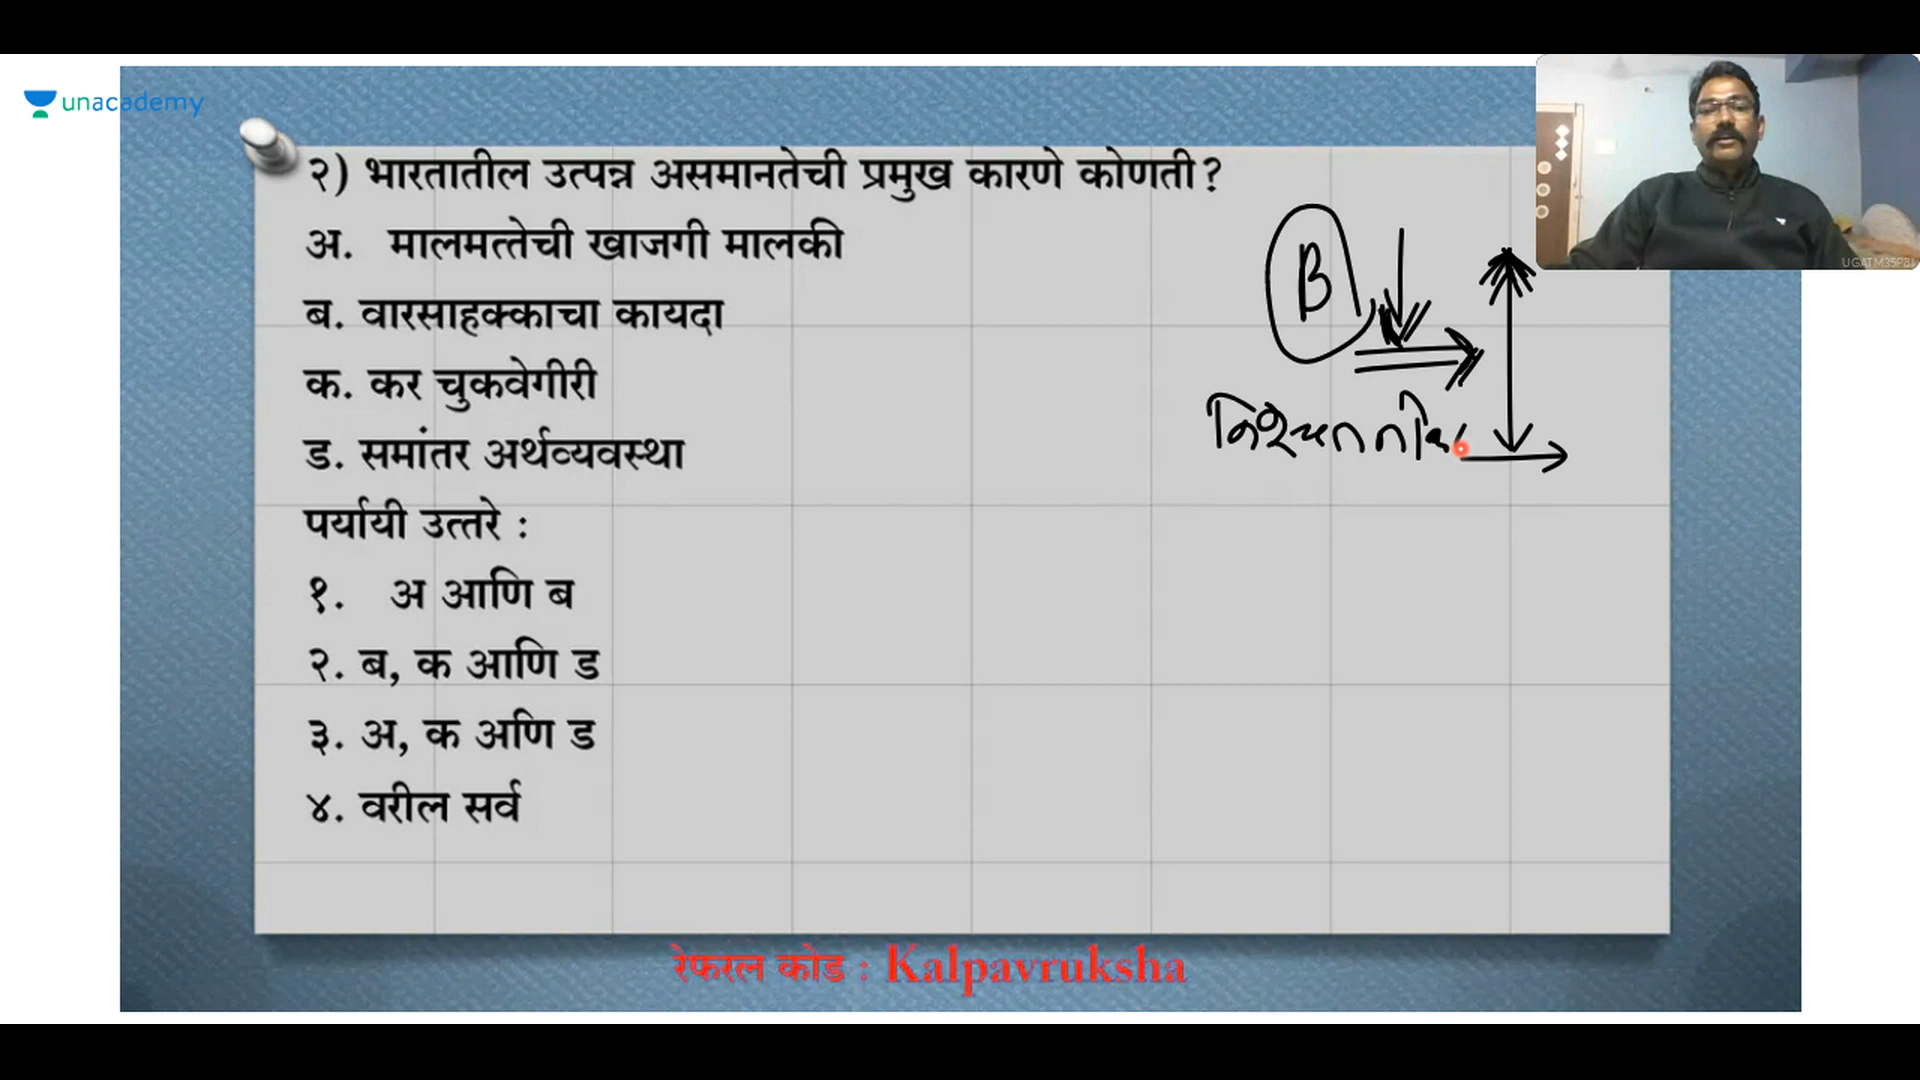 unacademy
२) भारतातील उत्पन्न असमानतेची प्रमुख कारणे कोणती?
अ. मालमत्तेची खाजगी मालकी
ब. वारसाहक्काचा कायदा
क. कर चुकवेगीरी
ड. समांतर अर्थव्यवस्था
पर्यायी उत्तरे :
१. अ आणि ब
२. ब, क आणि ड
३. अ, क अणि ड
४. वरील सर्व
B
रेफरल कोड : Kalpavruksha